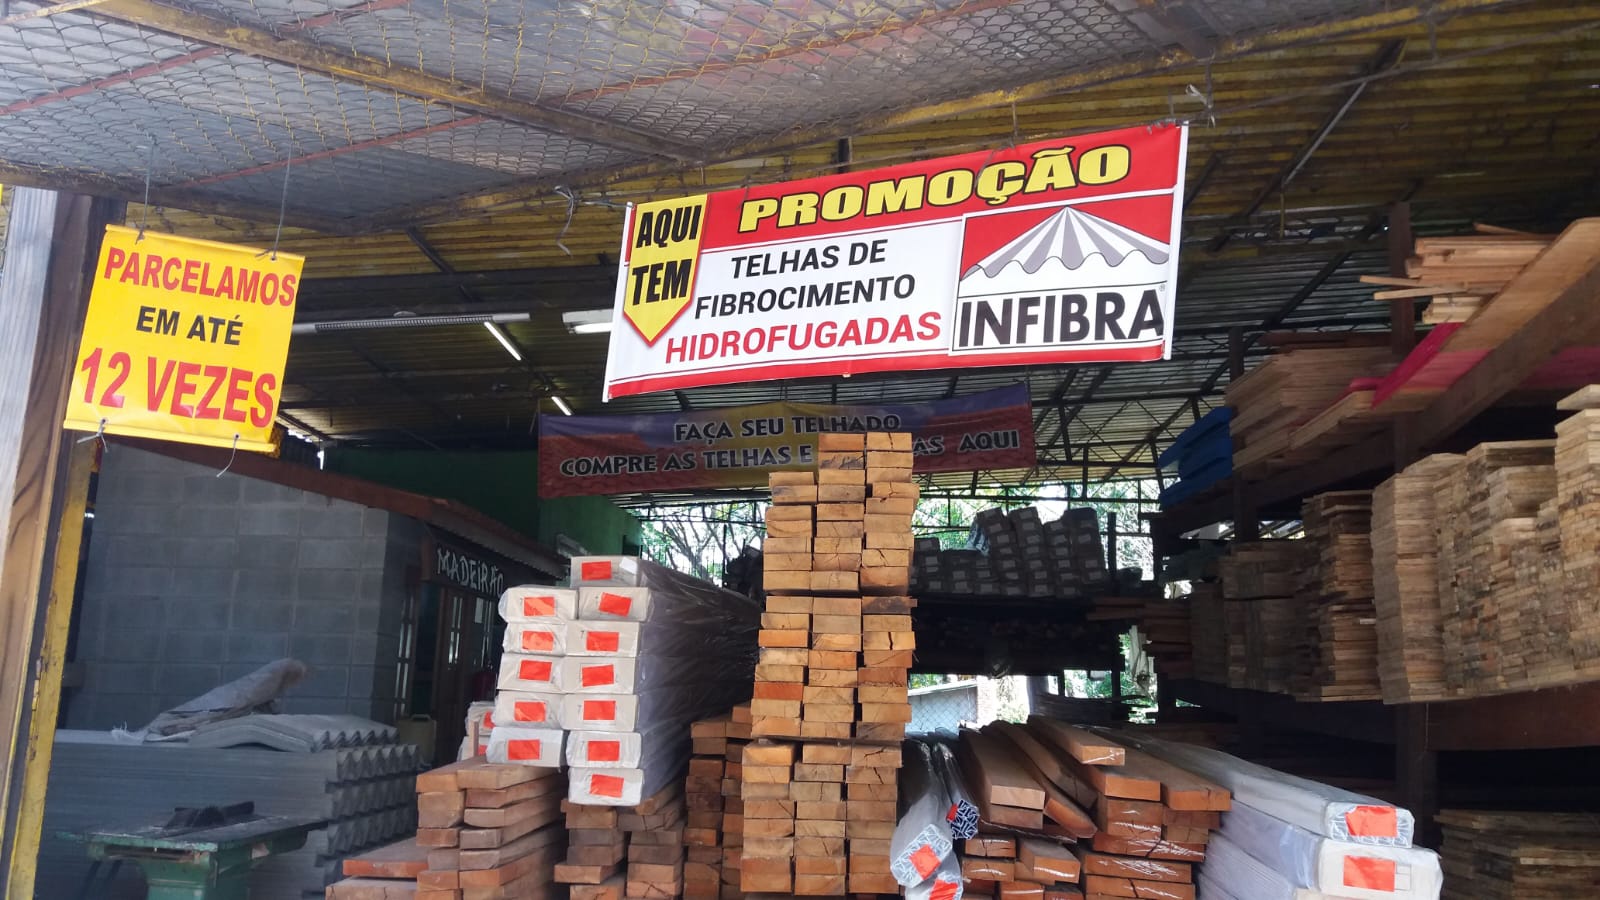 PARCELAMOS
EM ATÉ
12 VEZES
AQUI
TEM
PROMOÇÃO
TELHAS DE
FIBROCIMENTO
HIDROFUGADAS
INFIBRA
FAÇA SEU TELHADO
COMPRE AS TELHAS E AQUI
MADEIRÃO